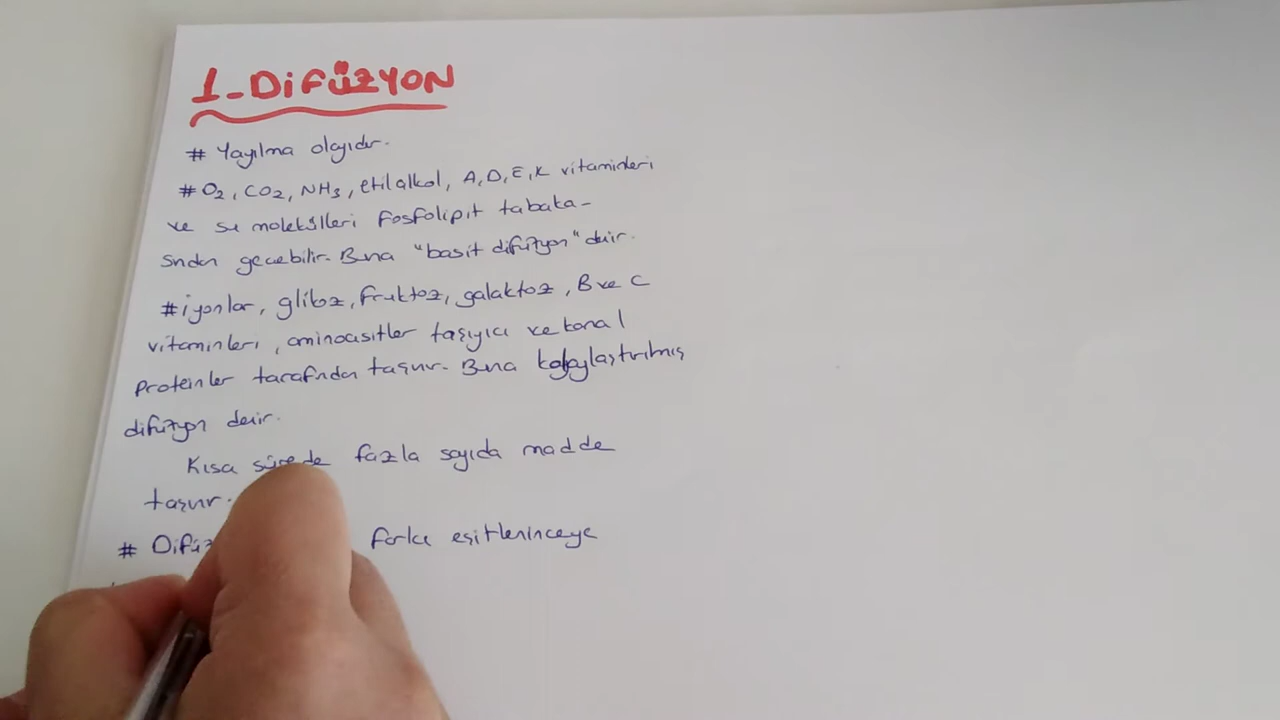 1-DİFÜZYON
# Yayılma olayıdır.
# O2, CO2, NH3, etilalkol, A,D,E,K vitaminleri
ve su molekülleri fosfolipit tabaka-
sından geçebilir. Buna "basit difüzyon" denir.
# iyonlar, glikoz, fruktoz, galaktoz, B ve C
vitaminleri, aminoasitler taşıyıcı ve kanal
proteinler tarafından taşınır. Buna kolaylaştırılmış
difüzyon denir.
Kısa sürede fazla sayıda madde
taşınır.
# Difüz farkı eşitleninceye